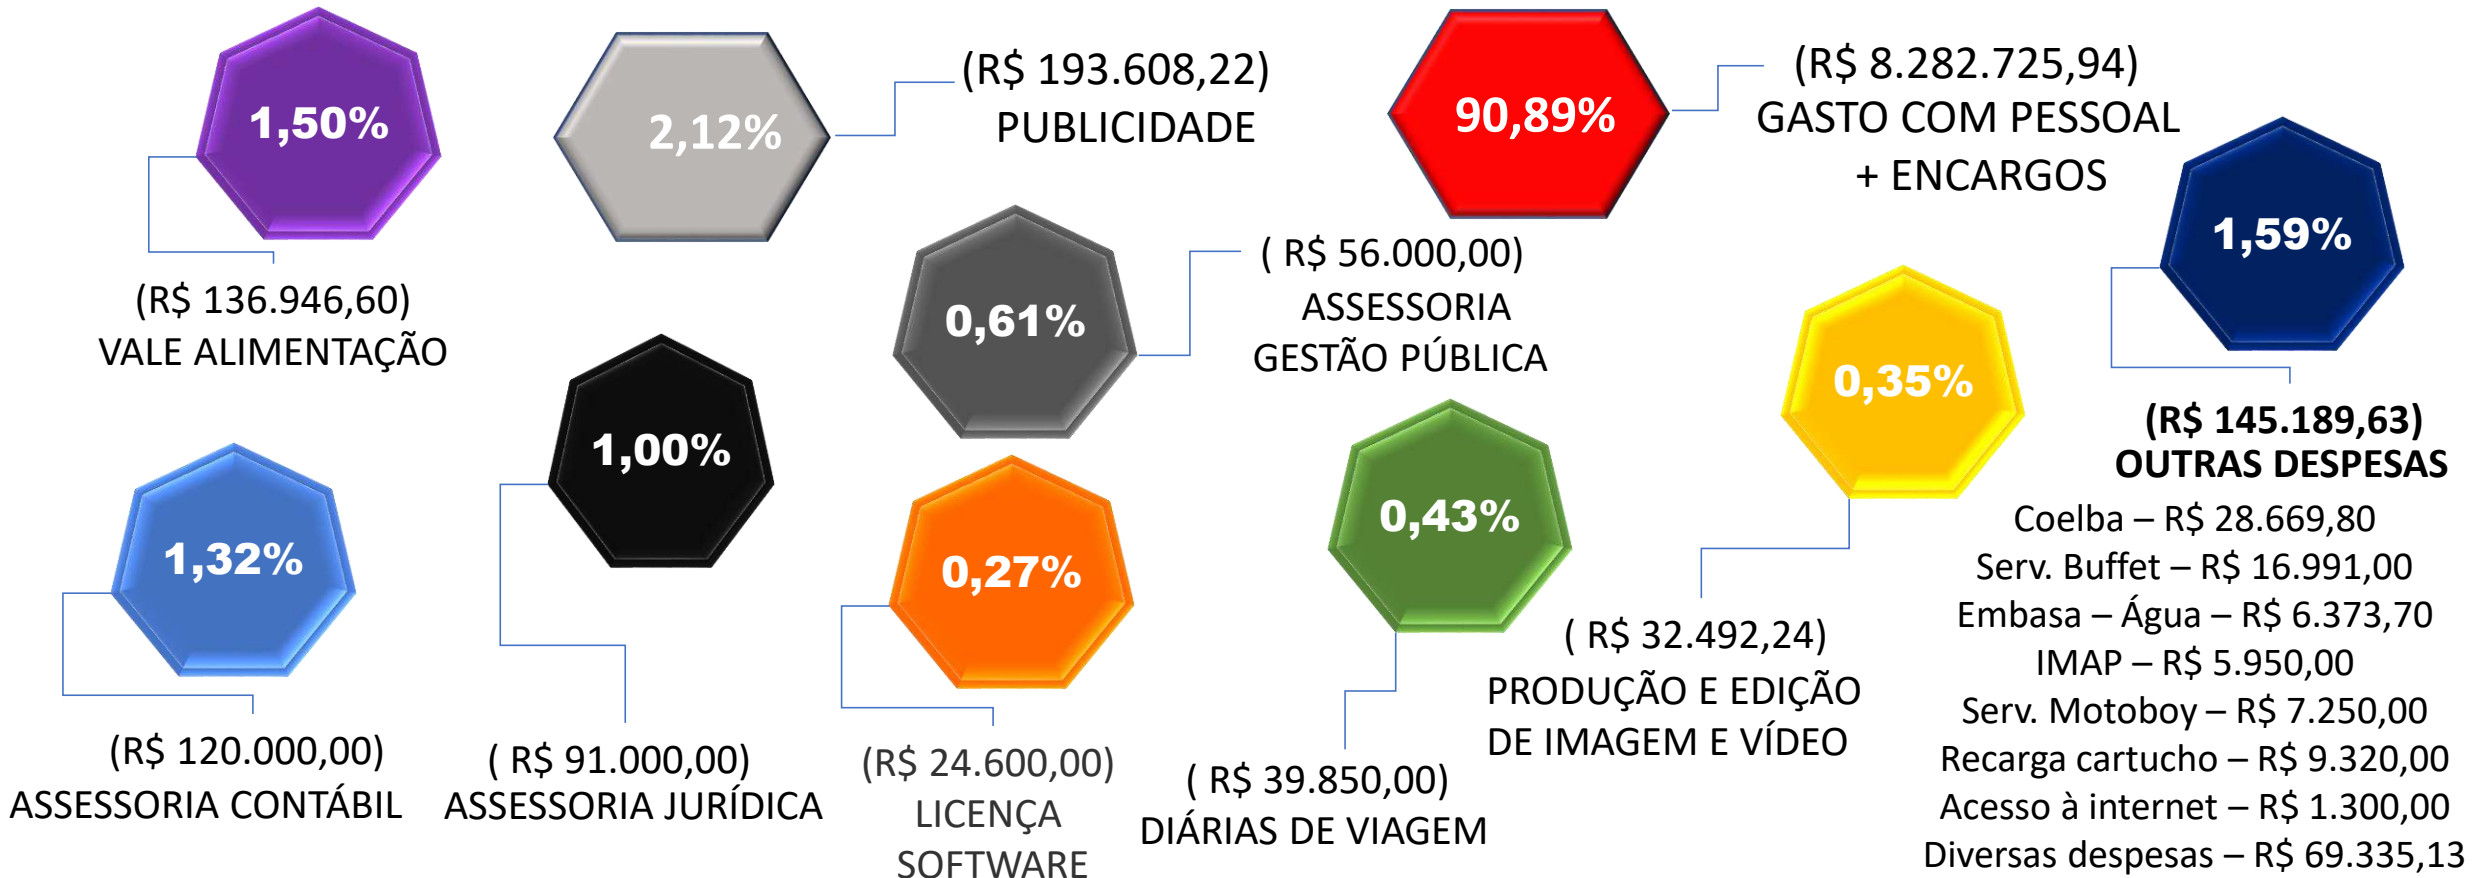 1,50%
(R$ 136.946,60)
VALE ALIMENTAÇÃO
2,12%
(R$ 193.608,22)
PUBLICIDADE
90,89%
(R$ 8.282.725,94)
GASTO COM PESSOAL
+ ENCARGOS
0,61%
( R$ 56.000,00)
ASSESSORIA
GESTÃO PÚBLICA
1,59%
(R$ 145.189,63)
OUTRAS DESPESAS
Coelba – R$ 28.669,80
Serv. Buffet – R$ 16.991,00
Embasa – Água – R$ 6.373,70
IMAP – R$ 5.950,00
Serv. Motoboy – R$ 7.250,00
Recarga cartucho – R$ 9.320,00
Acesso à internet – R$ 1.300,00
Diversas despesas – R$ 69.335,13
1,32%
(R$ 120.000,00)
ASSESSORIA CONTÁBIL
1,00%
( R$ 91.000,00)
ASSESSORIA JURÍDICA
0,27%
(R$ 24.600,00)
LICENÇA
SOFTWARE
0,43%
( R$ 39.850,00)
DIÁRIAS DE VIAGEM
0,35%
( R$ 32.492,24)
PRODUÇÃO E EDIÇÃO
DE IMAGEM E VÍDEO